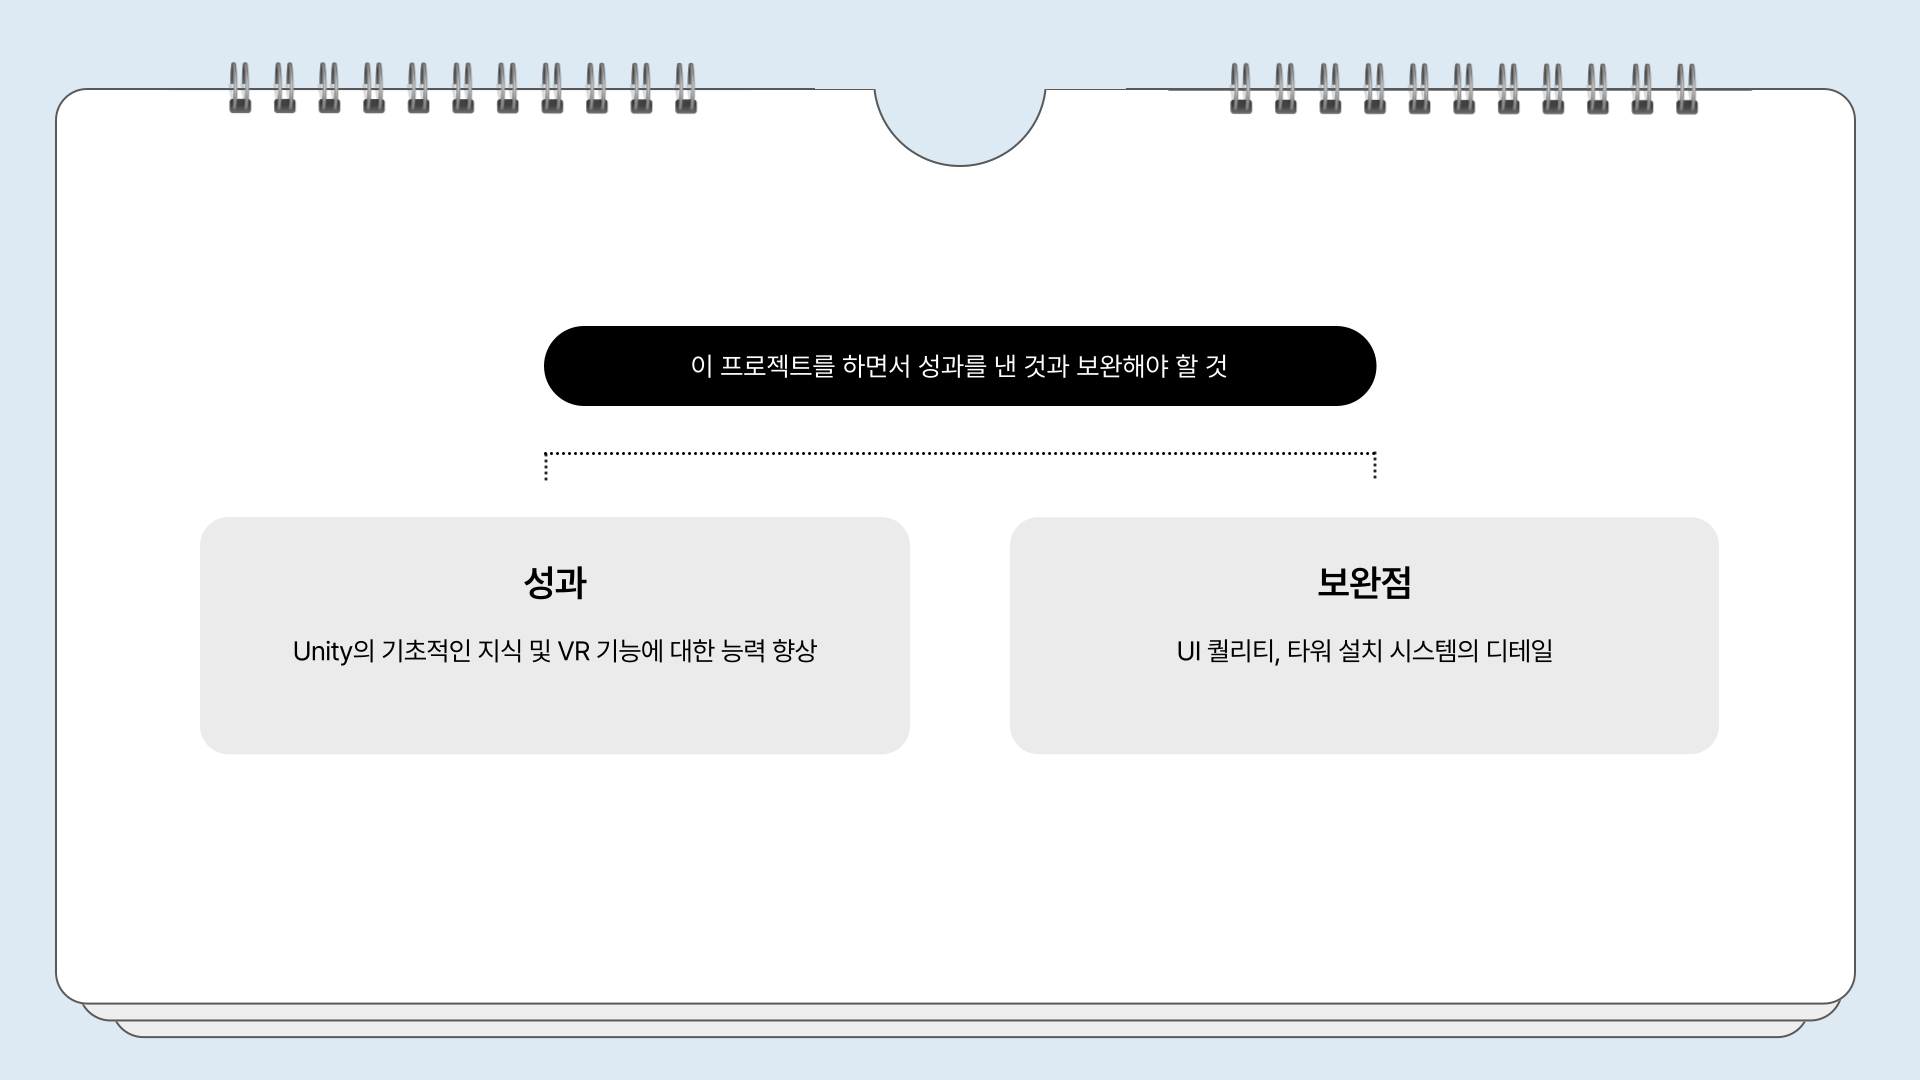 이 프로젝트를 하면서 성과를 낸 것과 보완해야 할 것
성과
Unity의 기초적인 지식 및 VR 기능에 대한 능력 향상
보완점
UI 퀄리티, 타워 설치 시스템의 디테일